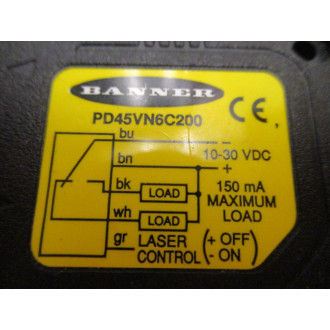 BANNER
CE
PD45VN6C200
bu −
10-30 VDC
bn +
bk LOAD 150 mA
MAXIMUM
wh LOAD LOAD
gr LASER (+ OFF
CONTROL (- ON)